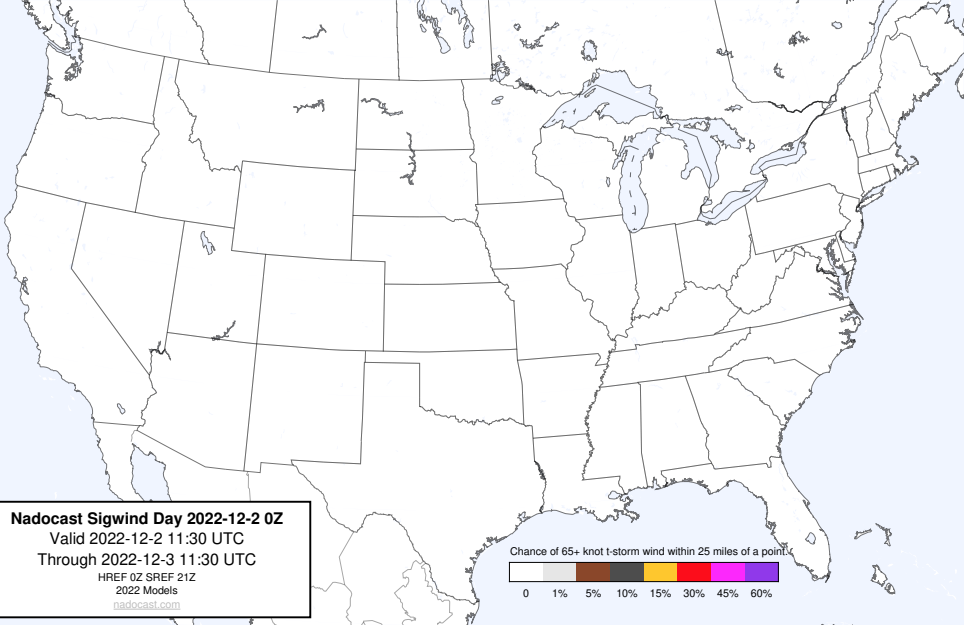 Nadocast Sigwind Day 2022-12-2 0Z
Valid 2022-12-2 11:30 UTC
Through 2022-12-3 11:30 UTC
HREF 0Z SREF 21Z
2022 Models
nadocast.com
Chance of 65+ knot t-storm wind within 25 miles of a point.
0 1% 5% 10% 15% 30% 45% 60%